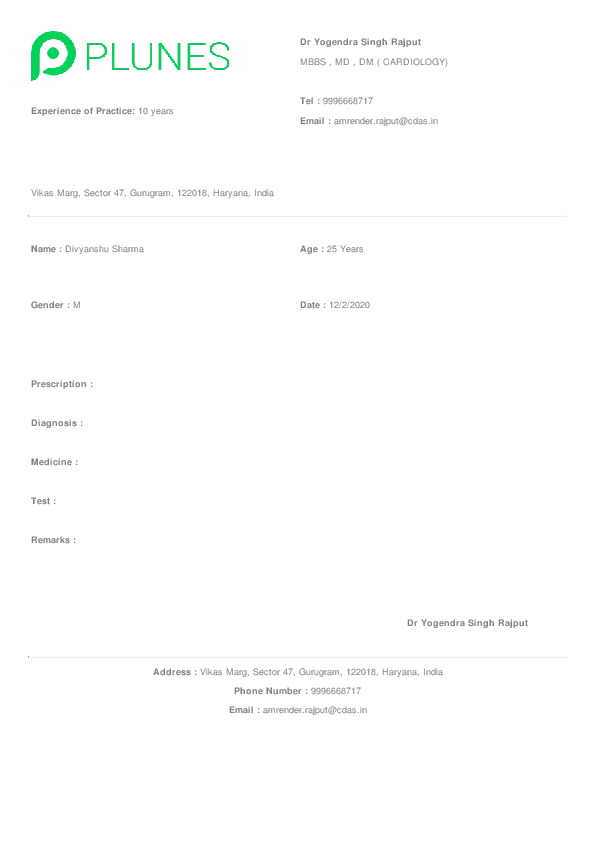 PLUNES
Dr Yogendra Singh Rajput
MBBS , MD , DM ( CARDIOLOGY)
Tel : 9996668717
Experience of Practice: 10 years
Email : amrender.rajput@cdas.in
Vikas Marg, Sector 47, Gurugram, 122018, Haryana, India
Name : Divyanshu Sharma
Age : 25 Years
Gender : M
Date : 12/2/2020
Prescription :
Diagnosis :
Medicine :
Test :
Remarks :
Dr Yogendra Singh Rajput
Address : Vikas Marg, Sector 47, Gurugram, 122018, Haryana, India
Phone Number : 9996668717
Email : amrender.rajput@cdas.in